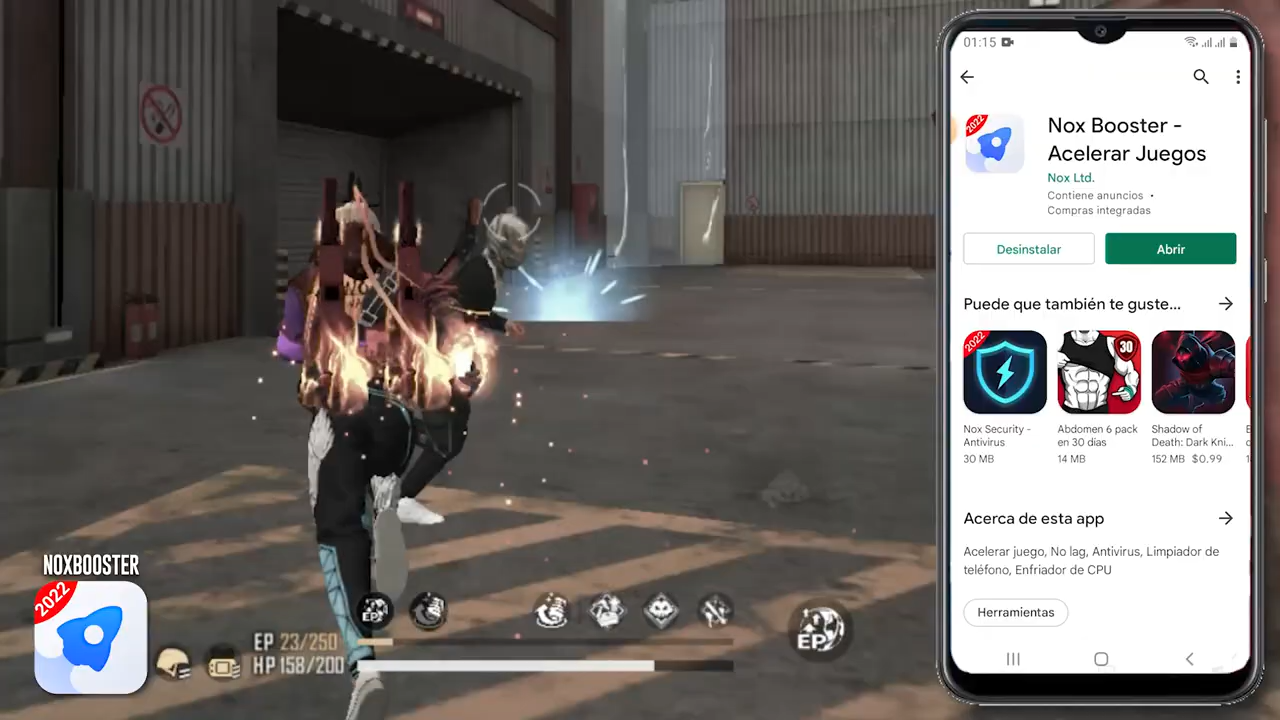 NOXBOOSTER
2022
EP
EP 23/250
HP 158/200
EP
01:15
2022
Nox Booster -
Acelerar Juegos
Nox Ltd.
Contiene anuncios •
Compras integradas
Desinstalar
Abrir
Puede que también te guste...
2022
30
Nox Security -
Antivirus
30 MB
Abdomen 6 pack
en 30 días
14 MB
Shadow of
Death: Dark Kni...
152 MB $0.99
Acerca de esta app
Acelerar juego, No lag, Antivirus, Limpiador de
teléfono, Enfriador de CPU
Herramientas